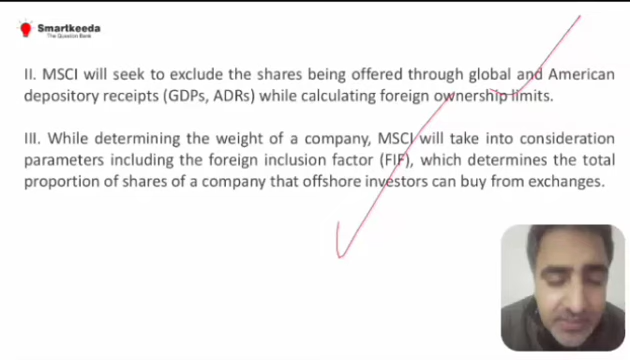 Smartkeeda
The Question Bank
II. MSCI will seek to exclude the shares being offered through global and American
depository receipts (GDPs, ADRs) while calculating foreign ownership limits.
III. While determining the weight of a company, MSCI will take into consideration
parameters including the foreign inclusion factor (FIF), which determines the total
proportion of shares of a company that offshore investors can buy from exchanges.